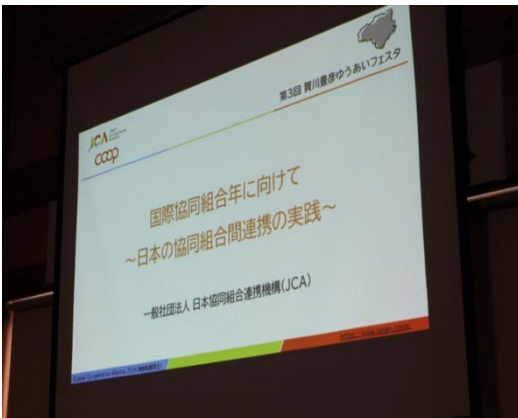 第3回 賀川豊彦ゆうあいフェスタ
JCA
coop
国際協同組合年に向けて
~日本の協同組合間連携の実践~
一般社団法人 日本協同組合連携機構(JCA)